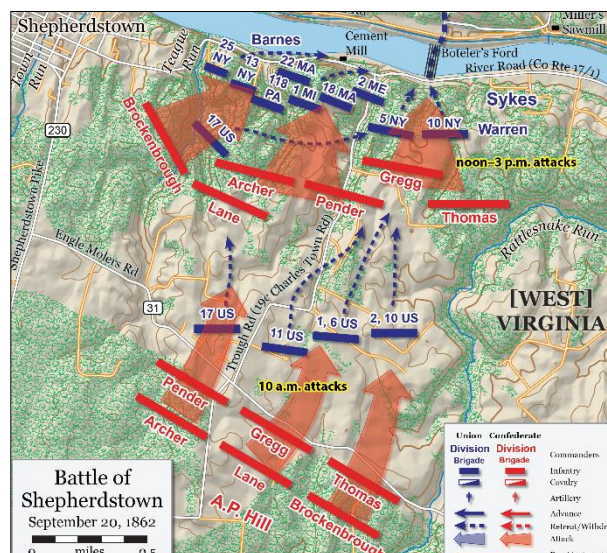 Shepherdstown
Town
Run
Teague
Run
Barnes
Cement
Mill
Miller's
Sawmill
Boteler's Ford
River Road (Co Rte 17/1)
25
NY
13
NY
22 MA
118
PA
1 MI
18 MA
2 ME
Sykes
5 NY
10 NY
Warren
17 US
noon–3 p.m. attacks
230
Brockenbrough
Archer
Lane
Pender
Gregg
Thomas
Shepherdstown Pike
Engle Molers Rd
Trough Rd (19c Charles Town Rd)
Rattlesnake Run
[WEST]
VIRGINIA
31
17 US
11 US
1, 6 US
2, 10 US
10 a.m. attacks
Pender
Archer
Gregg
Lane
Thomas
Brockenbrough
A.P. Hill
Battle of
Shepherdstown
September 20, 1862
0 miles 0.5
Union Confederate
Division Division Commanders
Brigade Brigade
Infantry
Cavalry
Artillery
Advance
Retreat/Withd
Attack